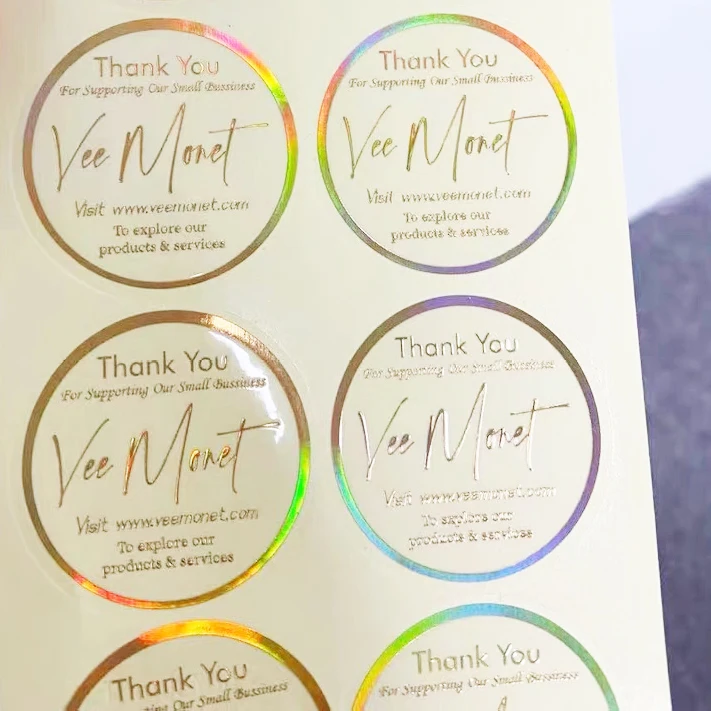 Thank You
For Supporting Our Small Bussiness
Vee Monet
Visit www.veemonet.com
To explore our
products & services
Thank You
For Supporting Our Small Bussiness
Vee Monet
Visit www.veemonet.com
To explore our
products & services
Thank You
For Supporting Our Small Bussiness
Vee Monet
Visit www.veemonet.com
To explore our
products & services
Thank You
For Supporting Our Small Bussiness
Vee Monet
Visit www.veemonet.com
To explore our
products & services
Thank You
Our Small Bussiness
Thank You
For Supporting Our Small Bussiness